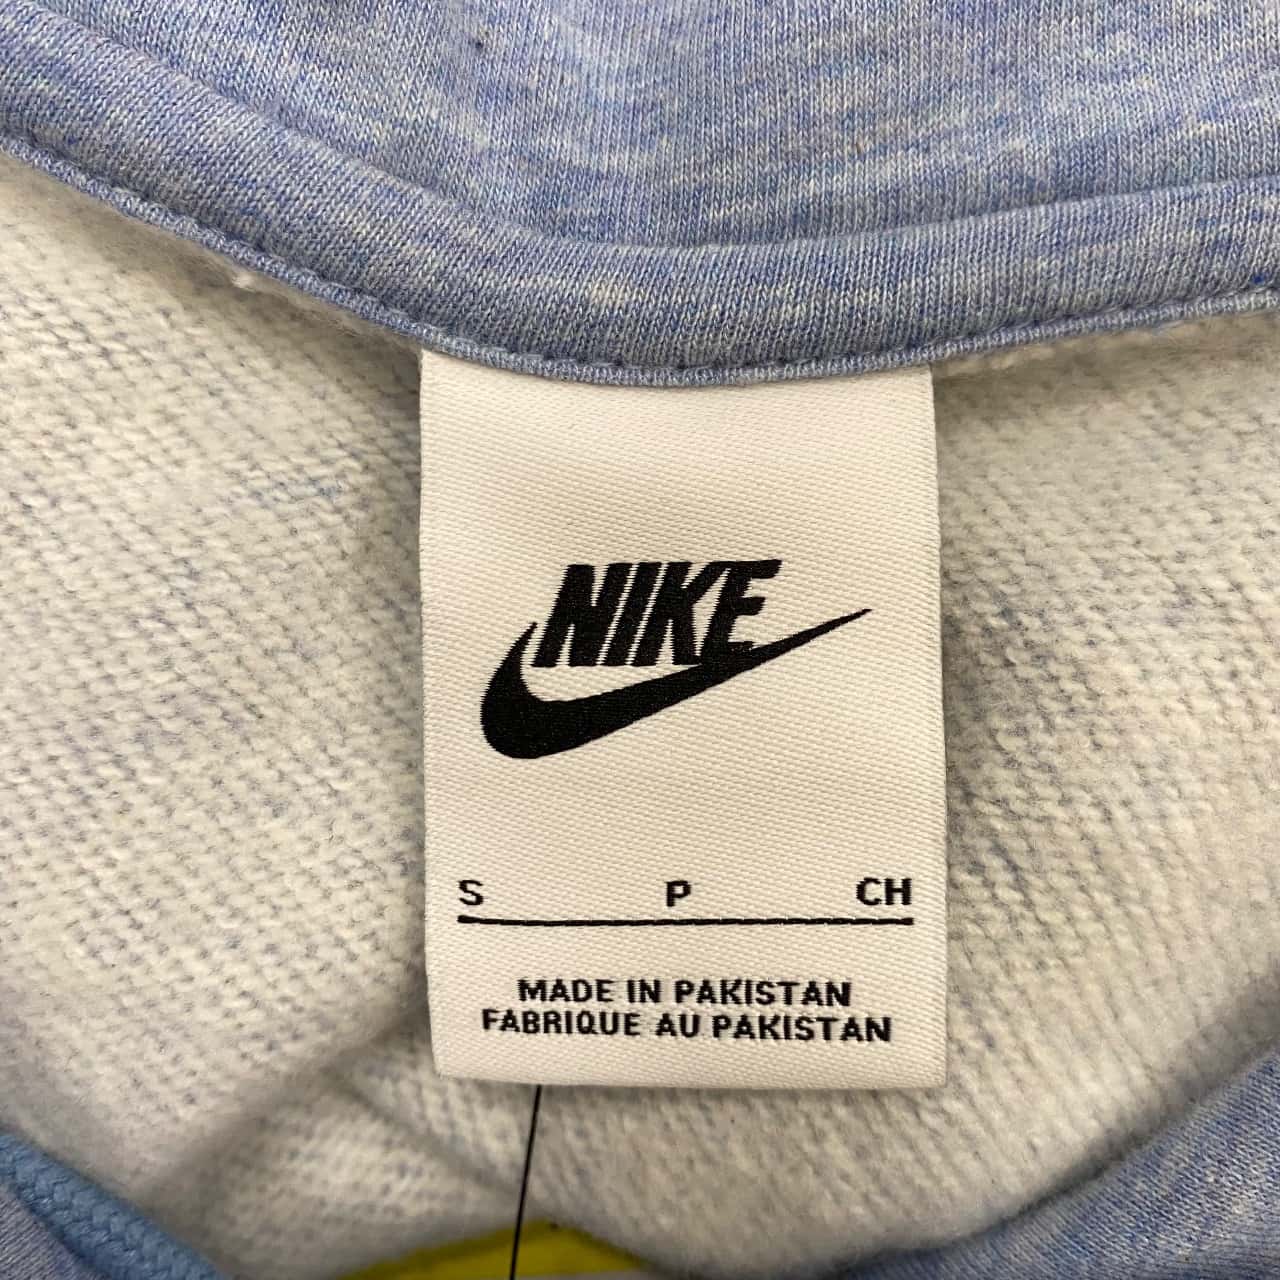 NIKE
S P CH
MADE IN PAKISTAN
FABRIQUE AU PAKISTAN